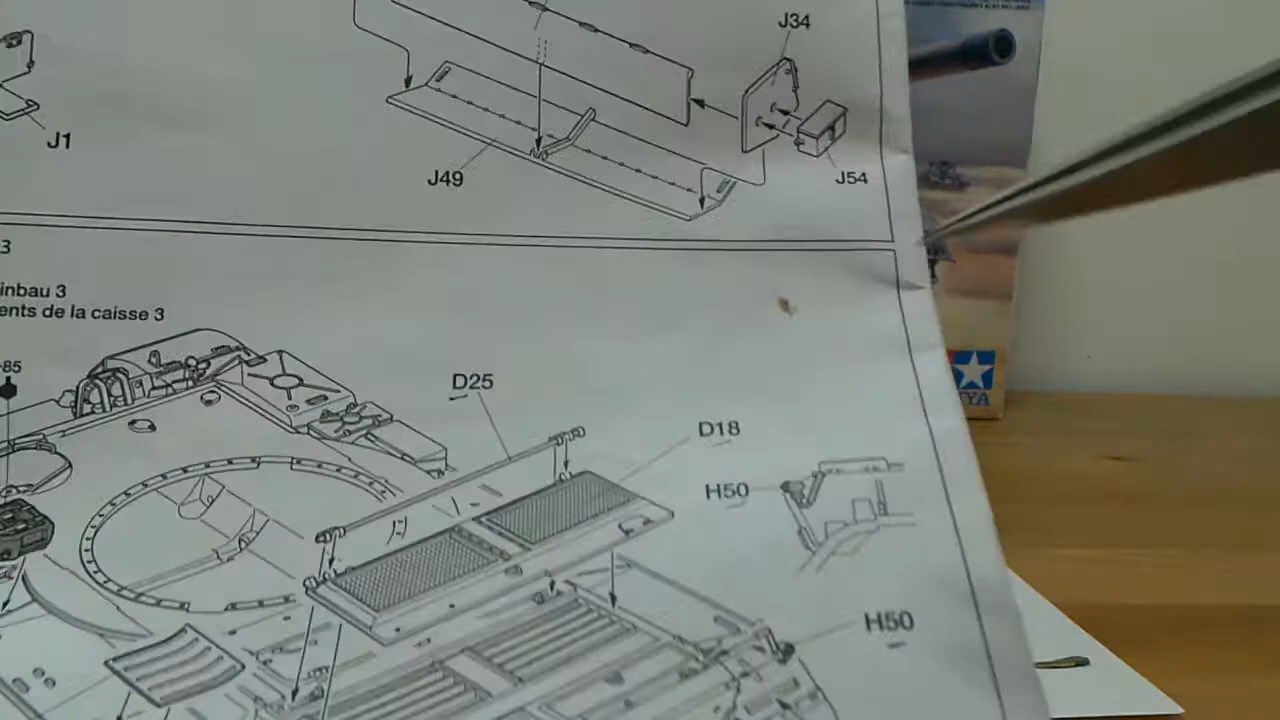 J34
J1
J49
J54
3
inbau 3
ents de la caisse 3
85
D25
D18
H50
H50
YA